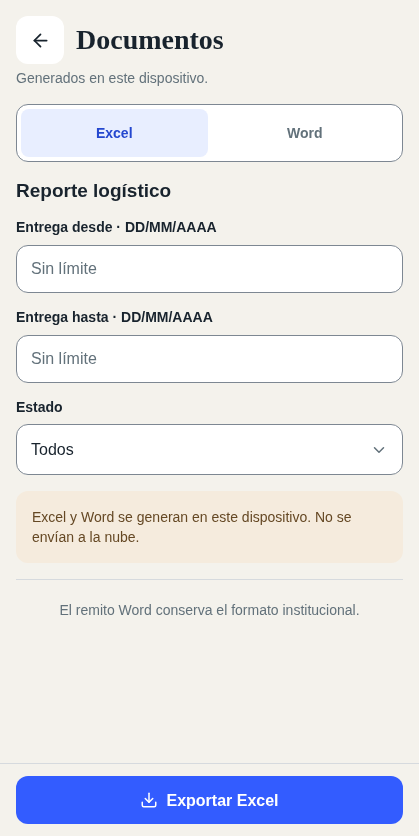 Documentos
Generados en este dispositivo.
Excel
Word
Reporte logístico
Entrega desde · DD/MM/AAAA
Sin límite
Entrega hasta · DD/MM/AAAA
Sin límite
Estado
Todos
Excel y Word se generan en este dispositivo. No se
envían a la nube.
El remito Word conserva el formato institucional.
Exportar Excel